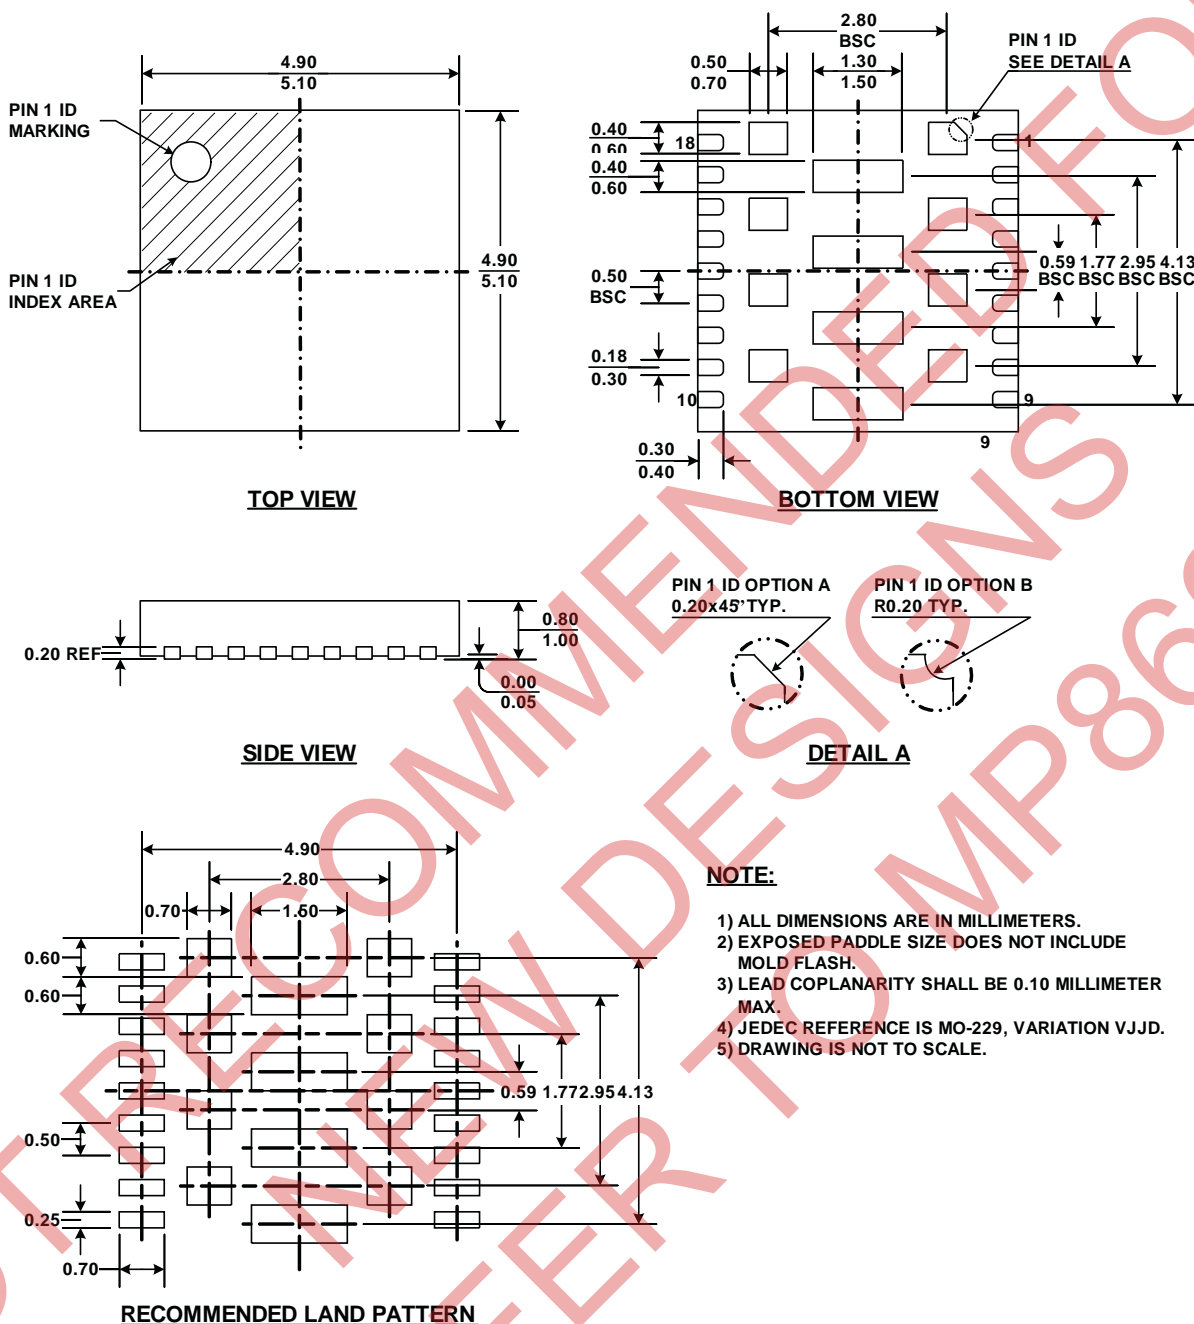 4.90
5.10
PIN 1 ID
MARKING
PIN 1 ID
INDEX AREA
4.90
5.10
TOP VIEW
2.80
BSC
0.50
0.70
1.30
1.50
PIN 1 ID
SEE DETAIL A
0.40
0.60
0.40
0.60
18
1
0.50
BSC
0.18
0.30
10
9
9
0.30
0.40
0.59 1.77 2.95 4.13
BSC BSC BSC BSC
BOTTOM VIEW
0.20 REF
0.80
1.00
0.00
0.05
SIDE VIEW
PIN 1 ID OPTION A
0.20x45° TYP.
PIN 1 ID OPTION B
R0.20 TYP.
DETAIL A
4.90
2.80
0.70
1.50
0.60
0.60
0.59 1.77 2.95 4.13
0.50
0.25
0.70
RECOMMENDED LAND PATTERN
NOTE:
1) ALL DIMENSIONS ARE IN MILLIMETERS.
2) EXPOSED PADDLE SIZE DOES NOT INCLUDE
MOLD FLASH.
3) LEAD COPLANARITY SHALL BE 0.10 MILLIMETER
MAX.
4) JEDEC REFERENCE IS MO-229, VARIATION VJJD.
5) DRAWING IS NOT TO SCALE.
T RECOMMENDED FO
NEW DESIGNS
ER TO MP86